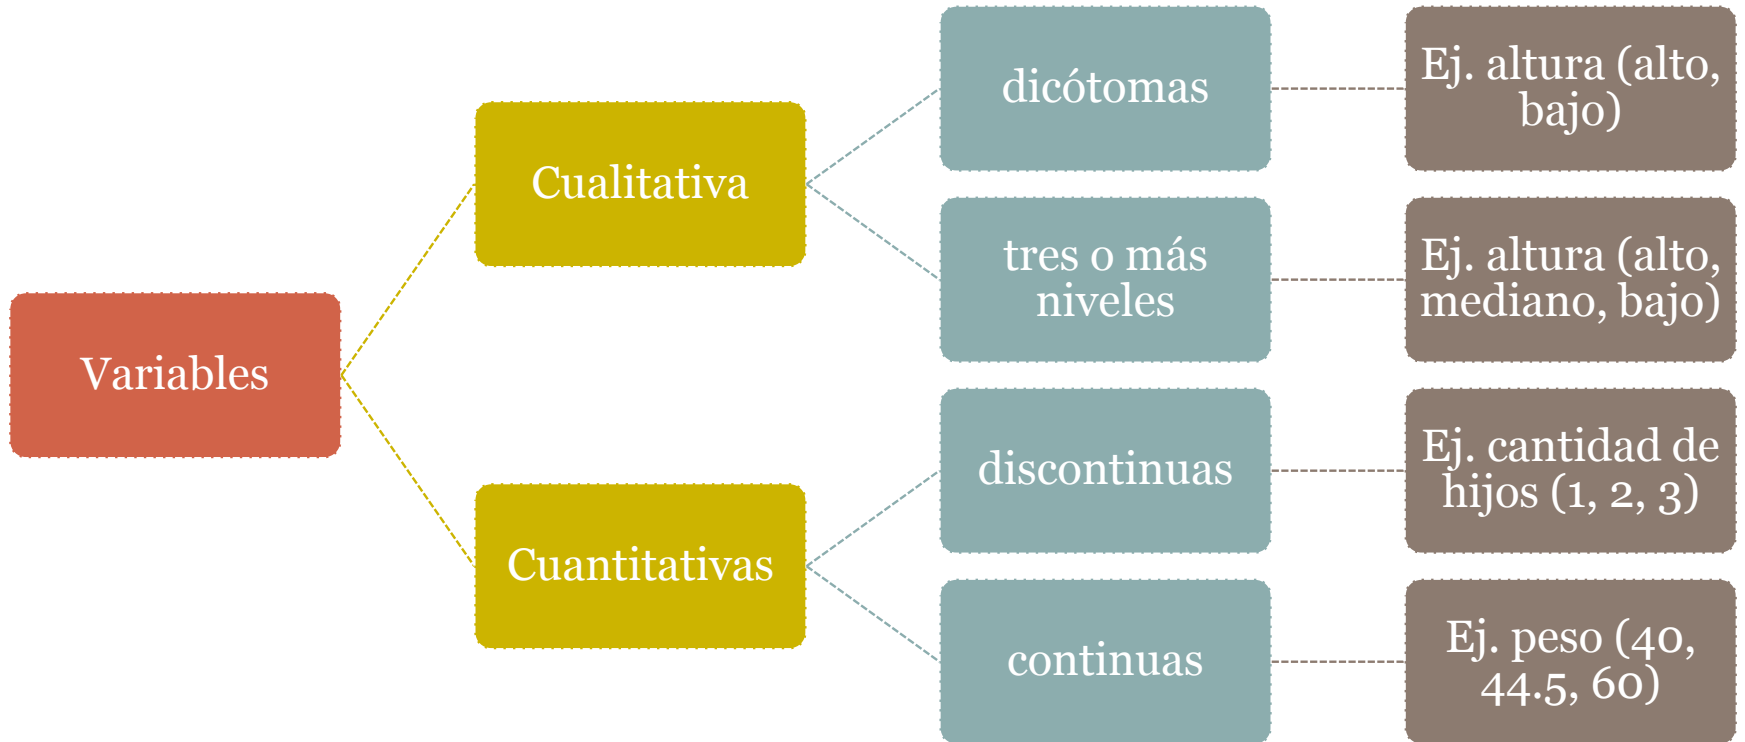 Variables
Cualitativa
dicótomas
Ej. altura (alto,
bajo)
tres o más
niveles
Ej. altura (alto,
mediano, bajo)
Cuantitativas
discontinuas
Ej. cantidad de
hijos (1, 2, 3)
continuas
Ej. peso (40,
44.5, 60)